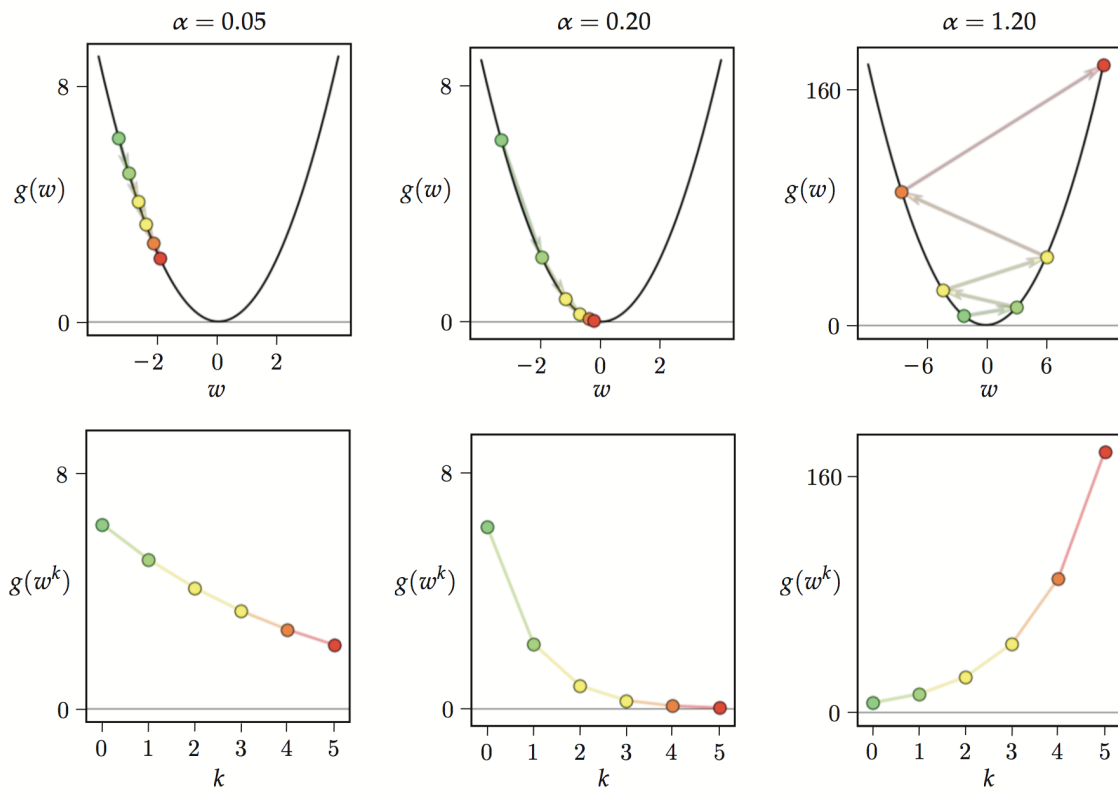 α = 0.05
α = 0.20
α = 1.20
8
g(w)
0
−2 0 2
w
8
g(w)
0
−2 0 2
w
160
g(w)
0
−6 0 6
w
8
g(w^k)
0
0 1 2 3 4 5
k
8
g(w^k)
0
0 1 2 3 4 5
k
160
g(w^k)
0
0 1 2 3 4 5
k